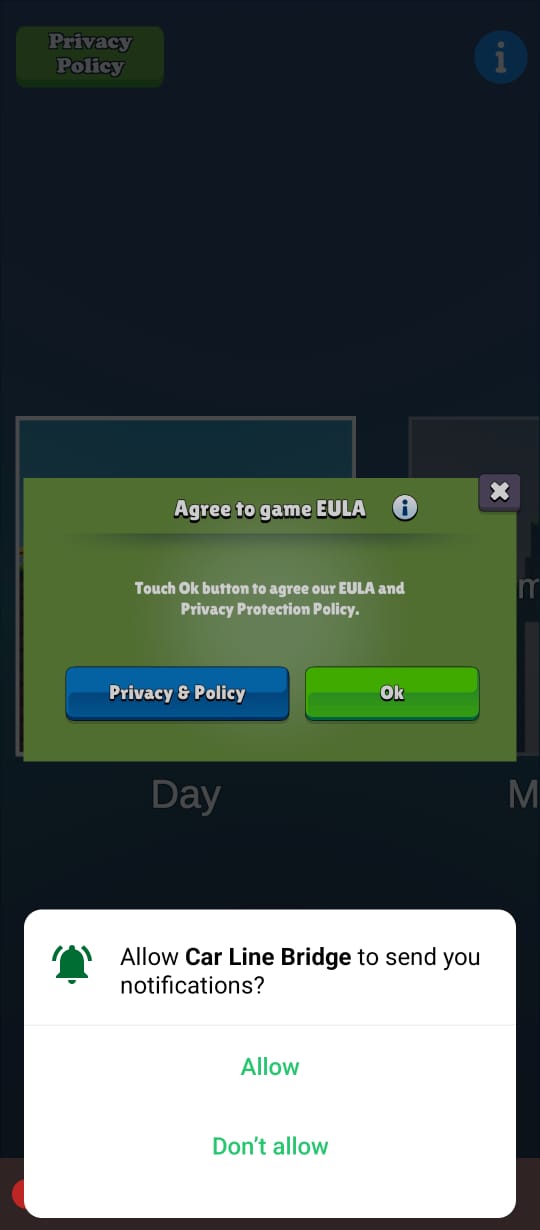 Privacy
Policy
Agree to game EULA
Touch Ok button to agree our EULA and
Privacy Protection Policy.
Privacy & Policy
Ok
Day
M
Allow Car Line Bridge to send you
notifications?
Allow
Don't allow